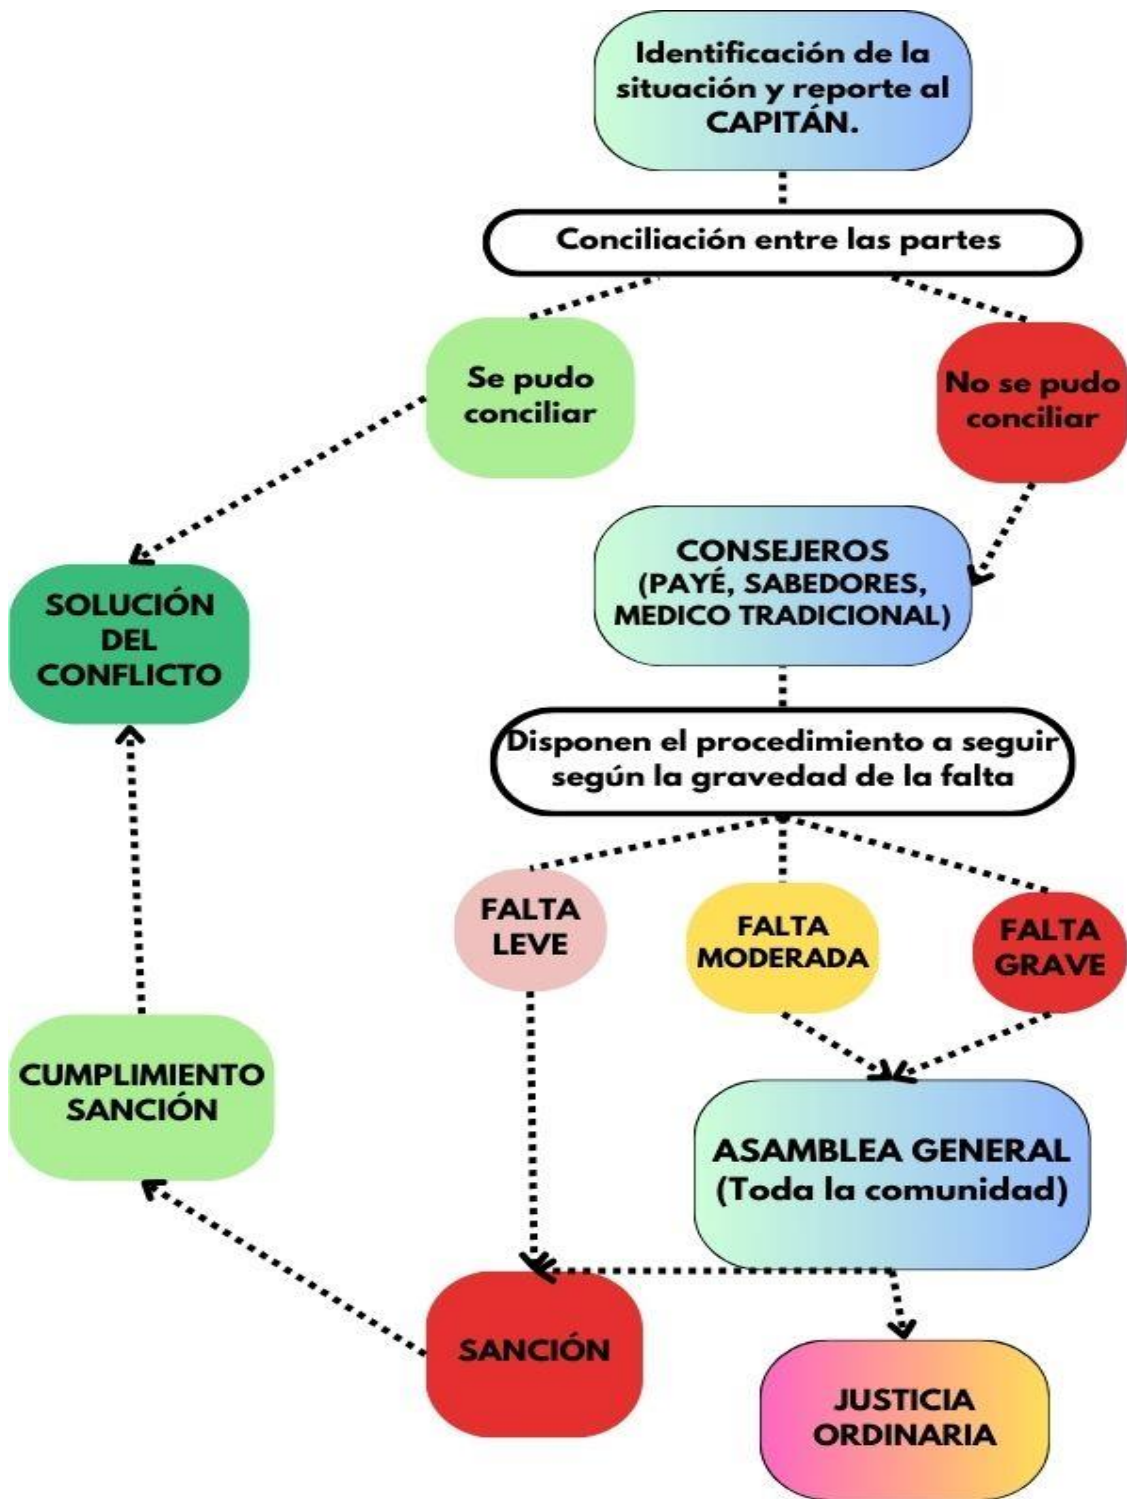 Identificación de la
situación y reporte al
CAPITÁN.
Conciliación entre las partes
Se pudo
conciliar
No se pudo
conciliar
CONSEJEROS
(PAYÉ, SABEDORES,
MEDICO TRADICIONAL)
SOLUCIÓN
DEL
CONFLICTO
Disponen el procedimiento a seguir
según la gravedad de la falta
FALTA
LEVE
FALTA
MODERADA
FALTA
GRAVE
CUMPLIMIENTO
SANCIÓN
ASAMBLEA GENERAL
(Toda la comunidad)
SANCIÓN
JUSTICIA
ORDINARIA